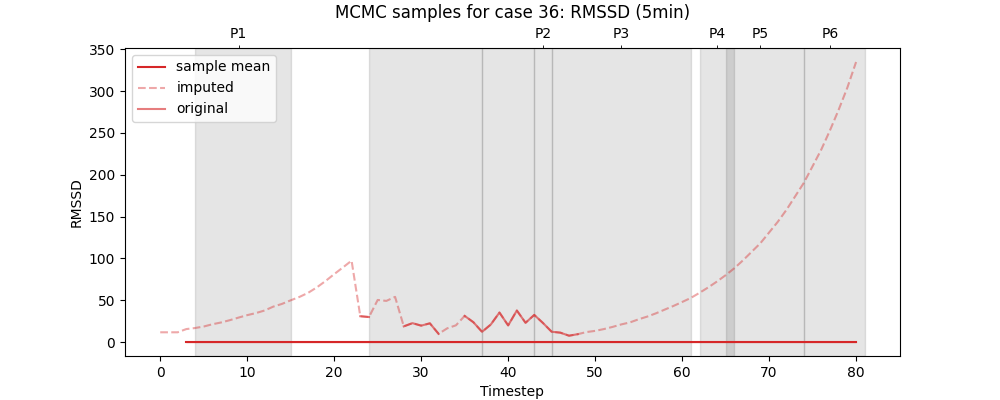 MCMC samples for case 36: RMSSD (5min)
P1 P2 P3 P4 P5 P6
sample mean
imputed
original
RMSSD
350
300
250
200
150
100
50
0
0 10 20 30 40 50 60 70 80
Timestep